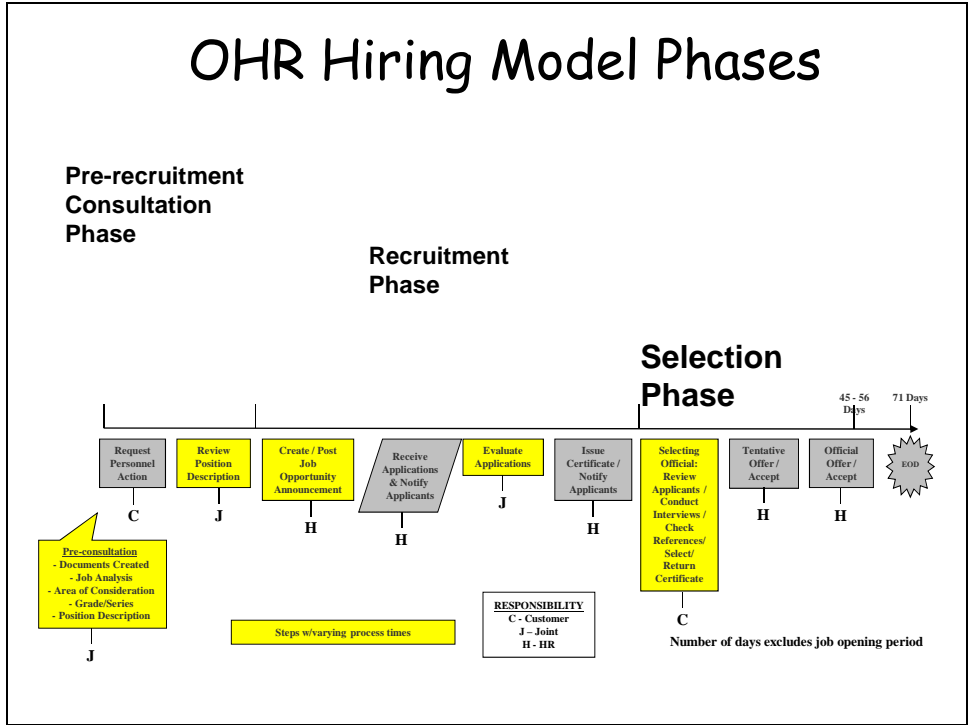 OHR Hiring Model Phases
Pre-recruitment
Consultation
Phase
Recruitment
Phase
Selection
Phase
45 - 56
Days
71 Days
Request
Personnel
Action
C
Review
Position
Description
J
Create / Post
Job
Opportunity
Announcement
H
Receive
Applications
& Notify
Applicants
H
Evaluate
Applications
J
Issue
Certificate /
Notify
Applicants
H
Selecting
Official:
Review
Applicants /
Conduct
Interviews /
Check
References/
Select/
Return
Certificate
C
Tentative
Offer /
Accept
H
Official
Offer /
Accept
H
EOD
Pre-consultation
- Documents Created
- Job Analysis
- Area of Consideration
- Grade/Series
- Position Description
J
Steps w/varying process times
RESPONSIBILITY
C - Customer
J – Joint
H - HR
Number of days excludes job opening period